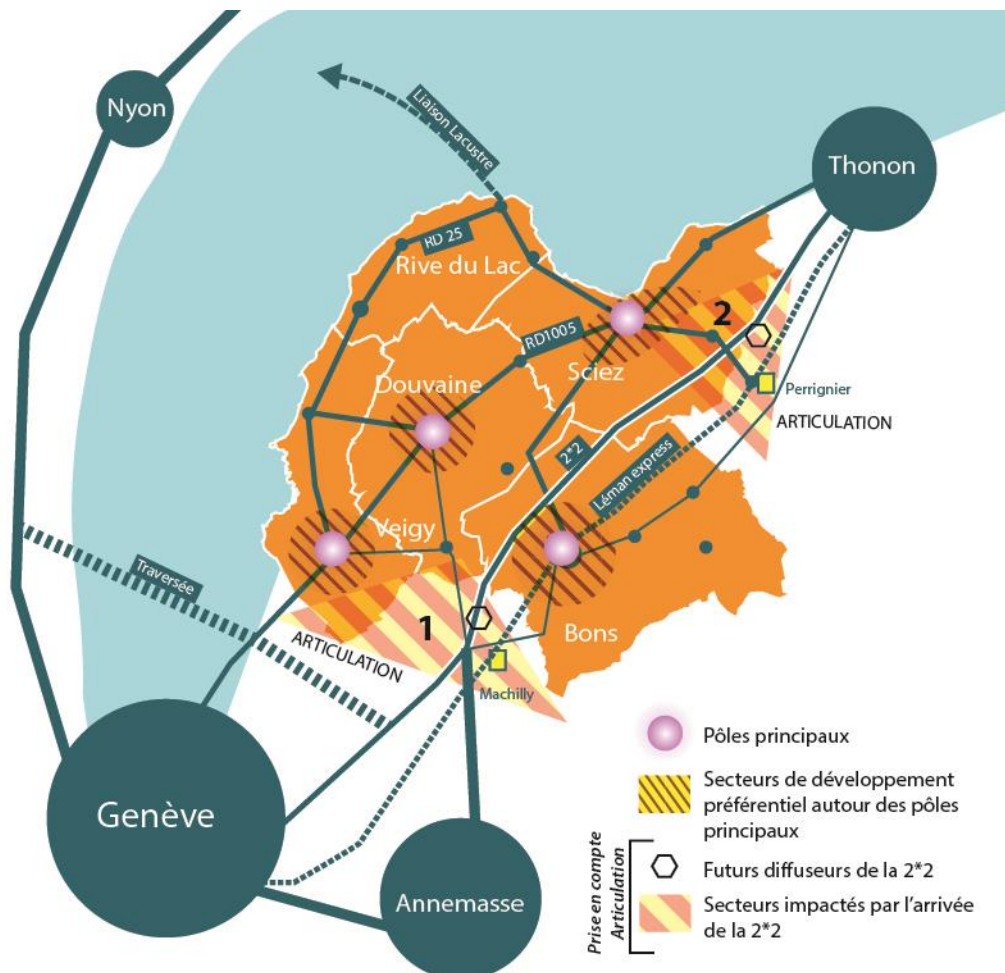 Nyon
Liaison Lacustre
Thonon
RD 25
Rive du Lac
RD1005
2
Douvaine
Sciez
Perrignier
ARTICULATION
2*2
Léman express
Veigy
Traversée
1
Bons
ARTICULATION
Machilly
Genève
Annemasse
Pôles principaux
Secteurs de développement
préférentiel autour des pôles
principaux
Prise en compte
Articulation
Futurs diffuseurs de la 2*2
Secteurs impactés par l'arrivée
de la 2*2